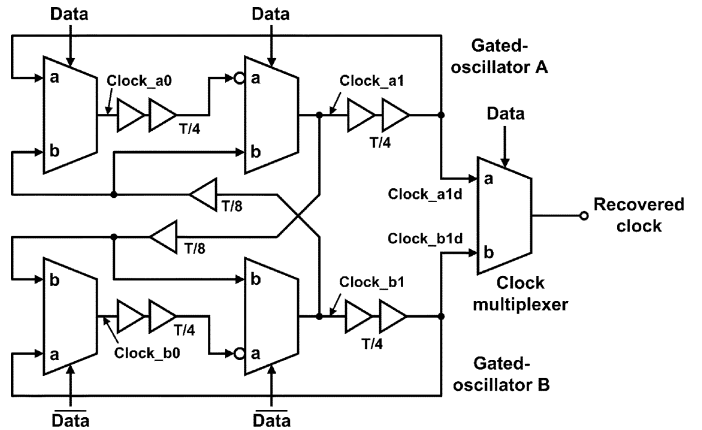 Data
Data
Gated-
oscillator A
a
Clock_a0
a
Clock_a1
T/4
T/4
Data
b
b
a
Clock_a1d
T/8
Recovered
clock
T/8
Clock_b1d
b
b
b
Clock_b1
Clock
multiplexer
T/4
T/4
a
Clock_b0
a
Gated-
oscillator B
Data
Data